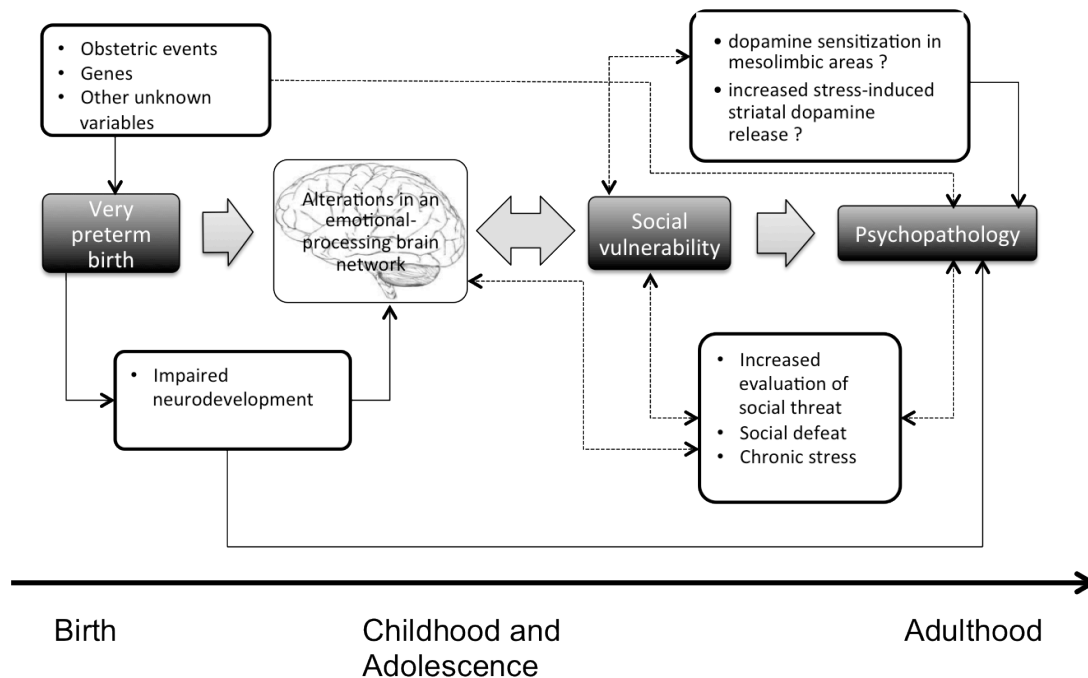 • Obstetric events
• Genes
• Other unknown
variables
• dopamine sensitization in
mesolimbic areas ?
• increased stress-induced
striatal dopamine
release ?
Very
preterm
birth
Alterations in an
emotional-
processing brain
network
Social
vulnerability
Psychopathology
• Impaired
neurodevelopment
• Increased
evaluation of
social threat
• Social defeat
• Chronic stress
Birth
Childhood and
Adolescence
Adulthood